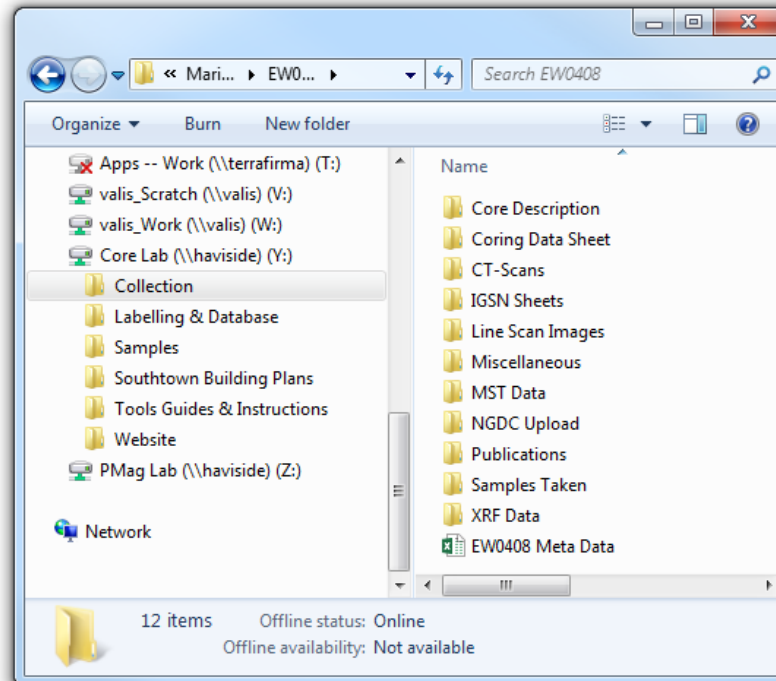 « Mari... ▸ EW0... ▸
Search EW0408
Organize Burn New folder
Apps -- Work (\\terrafirma) (T:)
valis_Scratch (\\valis) (V:)
valis_Work (\\valis) (W:)
Core Lab (\\haviside) (Y:)
Collection
Labelling & Database
Samples
Southtown Building Plans
Tools Guides & Instructions
Website
PMag Lab (\\haviside) (Z:)
Network
Name
Core Description
Coring Data Sheet
CT-Scans
IGSN Sheets
Line Scan Images
Miscellaneous
MST Data
NGDC Upload
Publications
Samples Taken
XRF Data
EW0408 Meta Data
12 items Offline status: Online
Offline availability: Not available